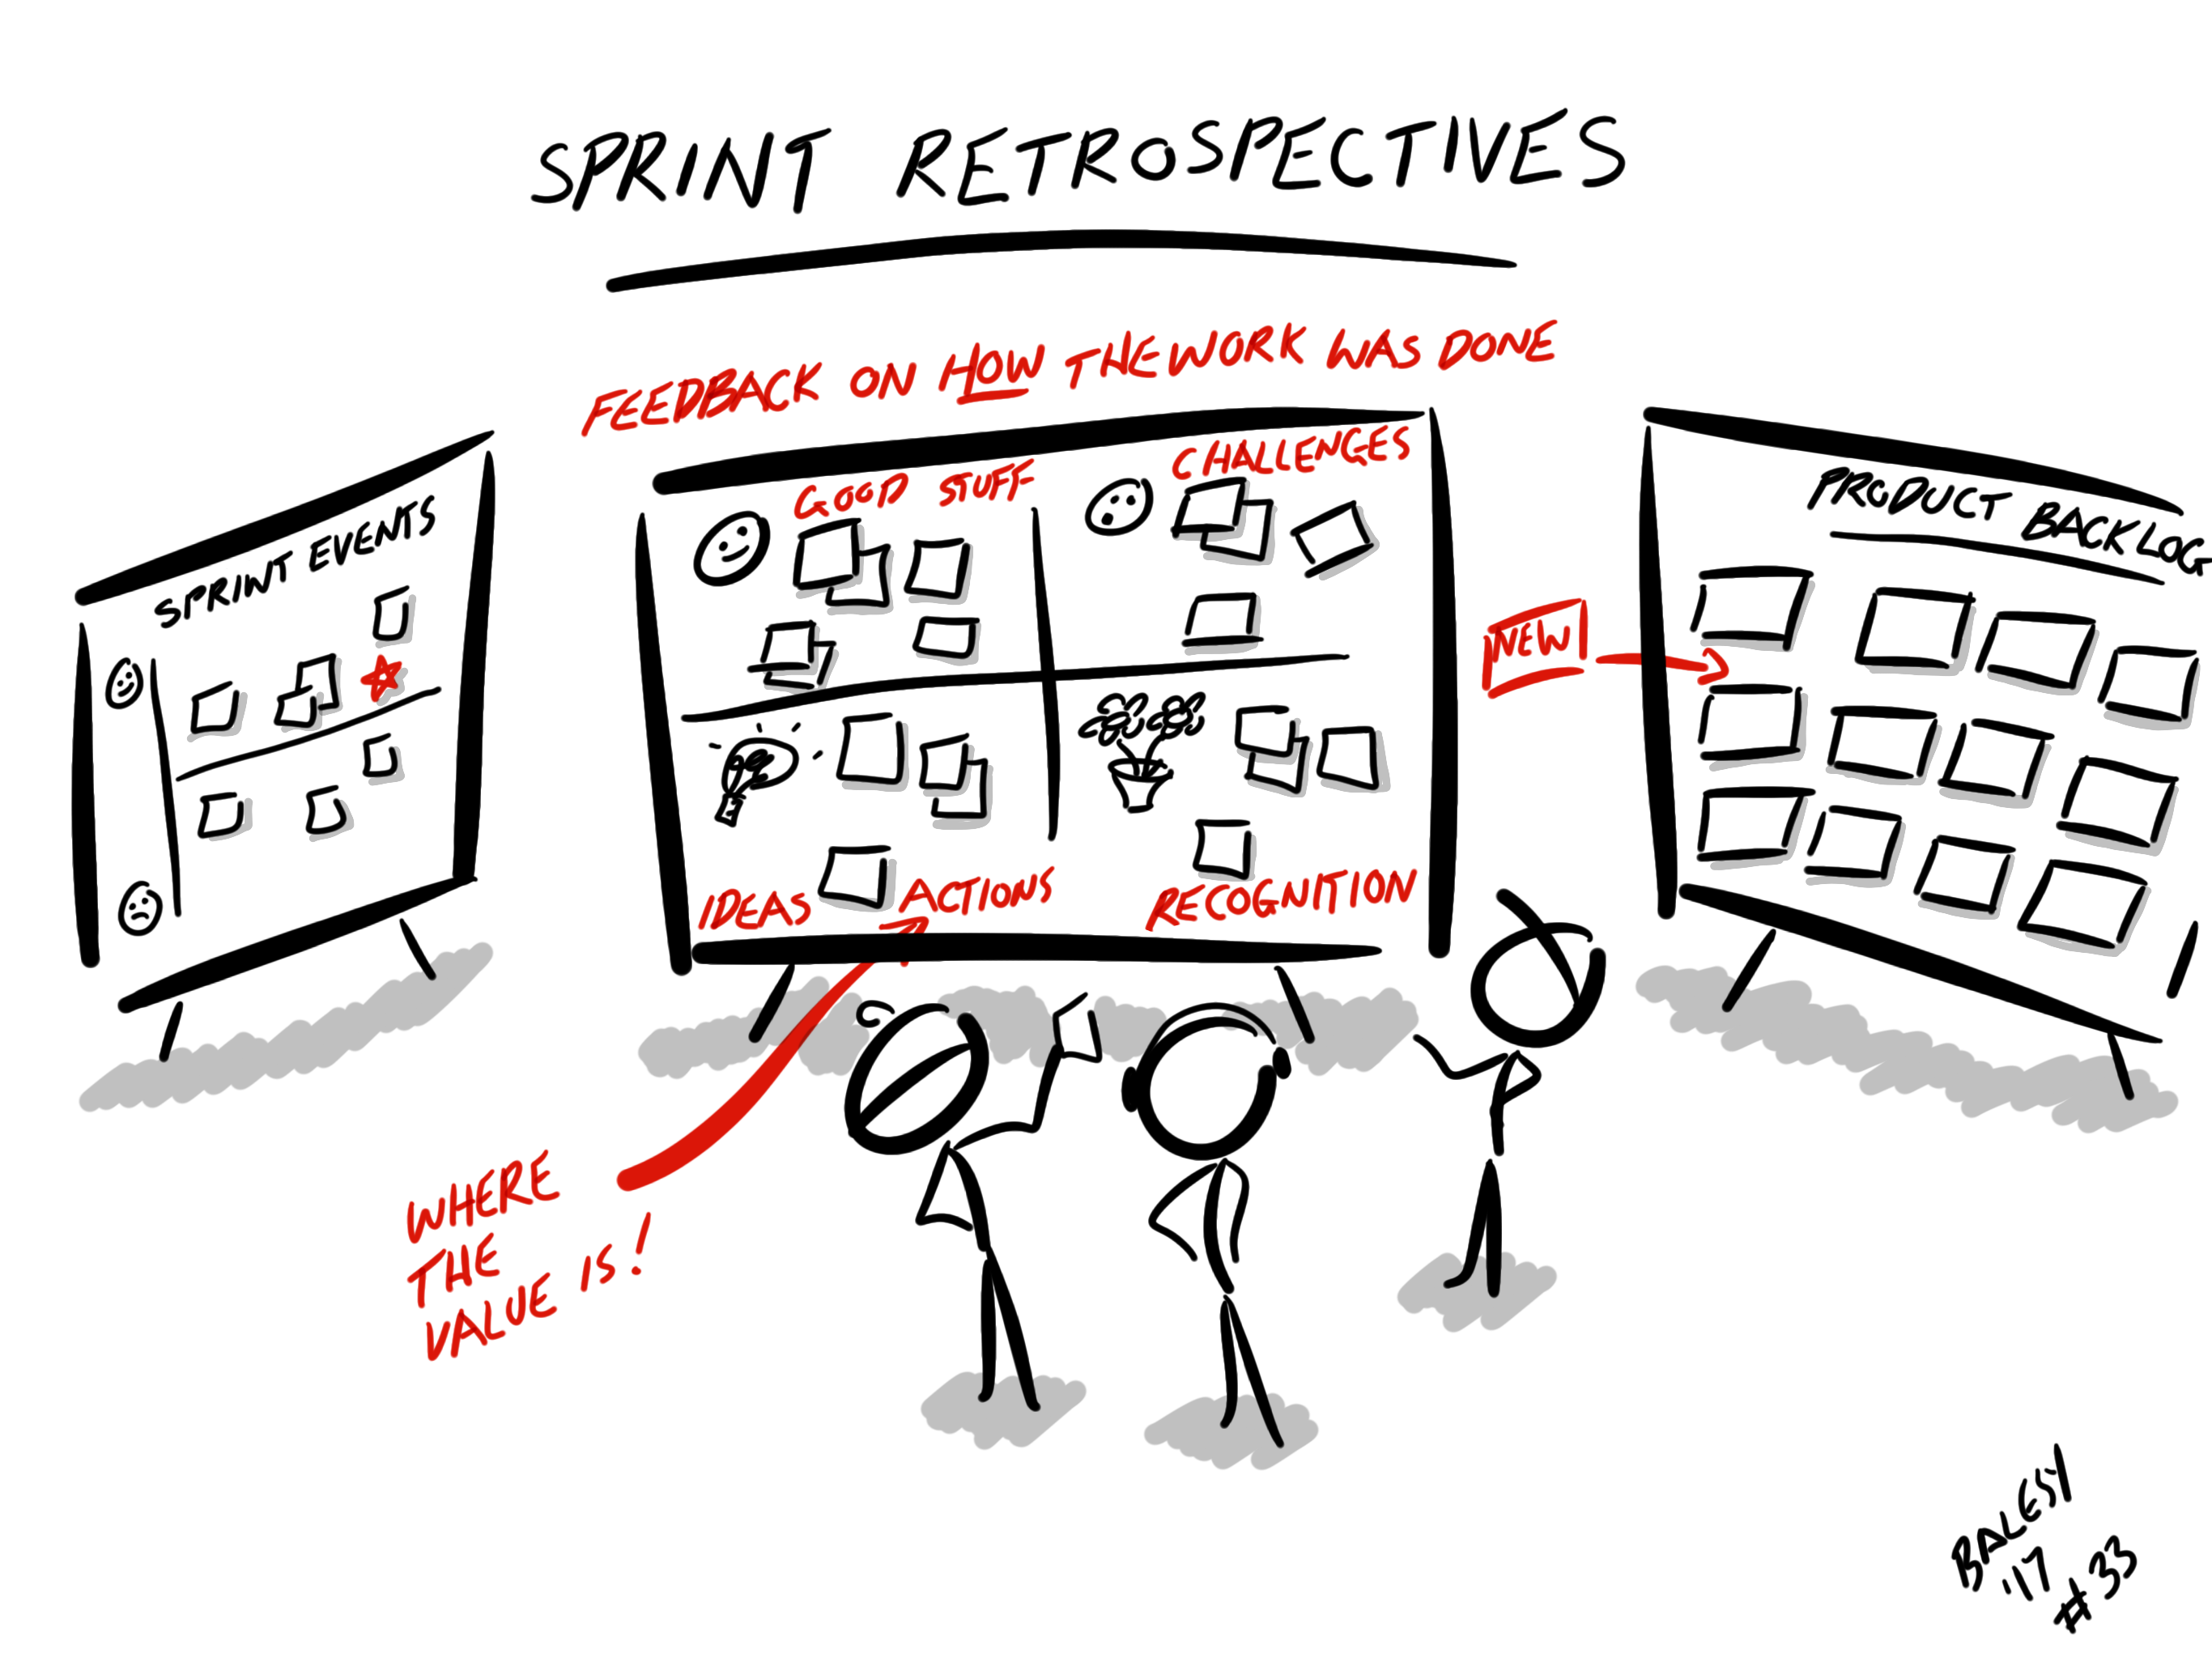 SPRINT RETROSPECTIVES
FEEDBACK ON HOW THE WORK WAS DONE
SPRINT EVENTS
GOOD STUFF
CHALLENGES
IDEAS
ACTIONS
RECOGNITION
NEW
PRODUCT BACKLOG
WHERE
THE
VALUE IS!
BALESY
'17
#33